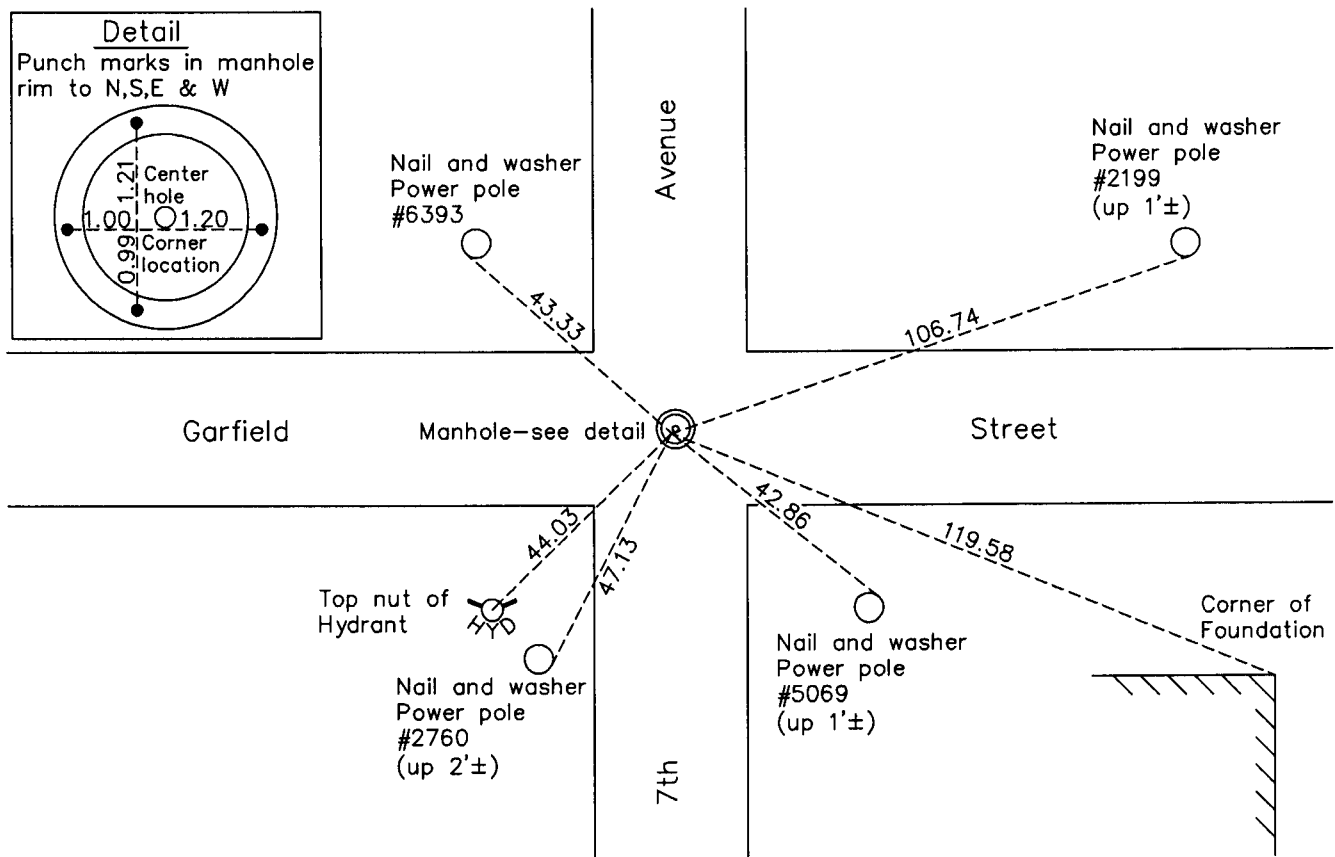 Detail
Punch marks in manhole
rim to N,S,E & W
1.21
Center
hole
1.00
1.20
0.99
Corner
location
Avenue
Nail and washer
Power pole
#6393
Nail and washer
Power pole
#2199
(up 1'±)
43.33
106.74
Garfield
Manhole-see detail
Street
44.03
47.13
42.86
119.58
Top nut of
Hydrant
HYD
Nail and washer
Power pole
#2760
(up 2'±)
Nail and washer
Power pole
#5069
(up 1'±)
Corner of
Foundation
7th